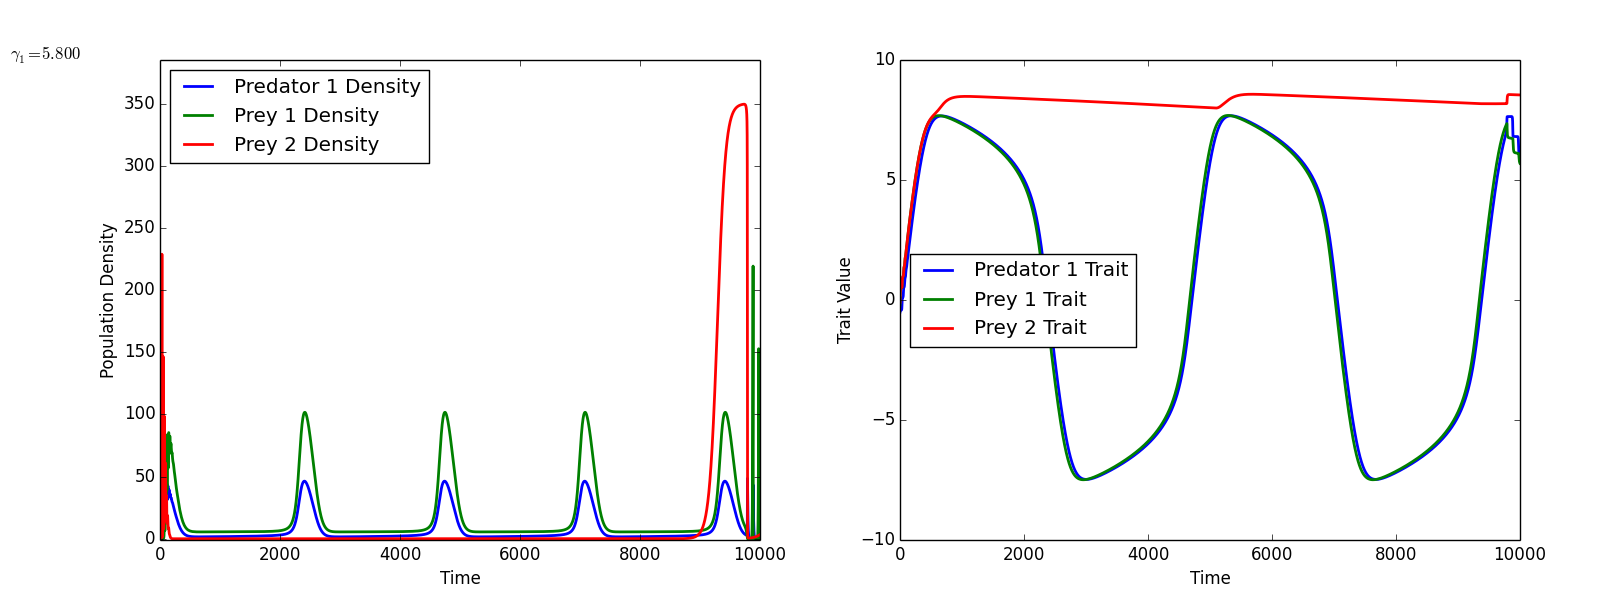 γ₁=5.800
Predator 1 Density
Prey 1 Density
Prey 2 Density
Population Density
350
300
250
200
150
100
50
0
0 2000 4000 6000 8000 10000
Time
Predator 1 Trait
Prey 1 Trait
Prey 2 Trait
Trait Value
10
5
0
−5
−10
0 2000 4000 6000 8000 10000
Time